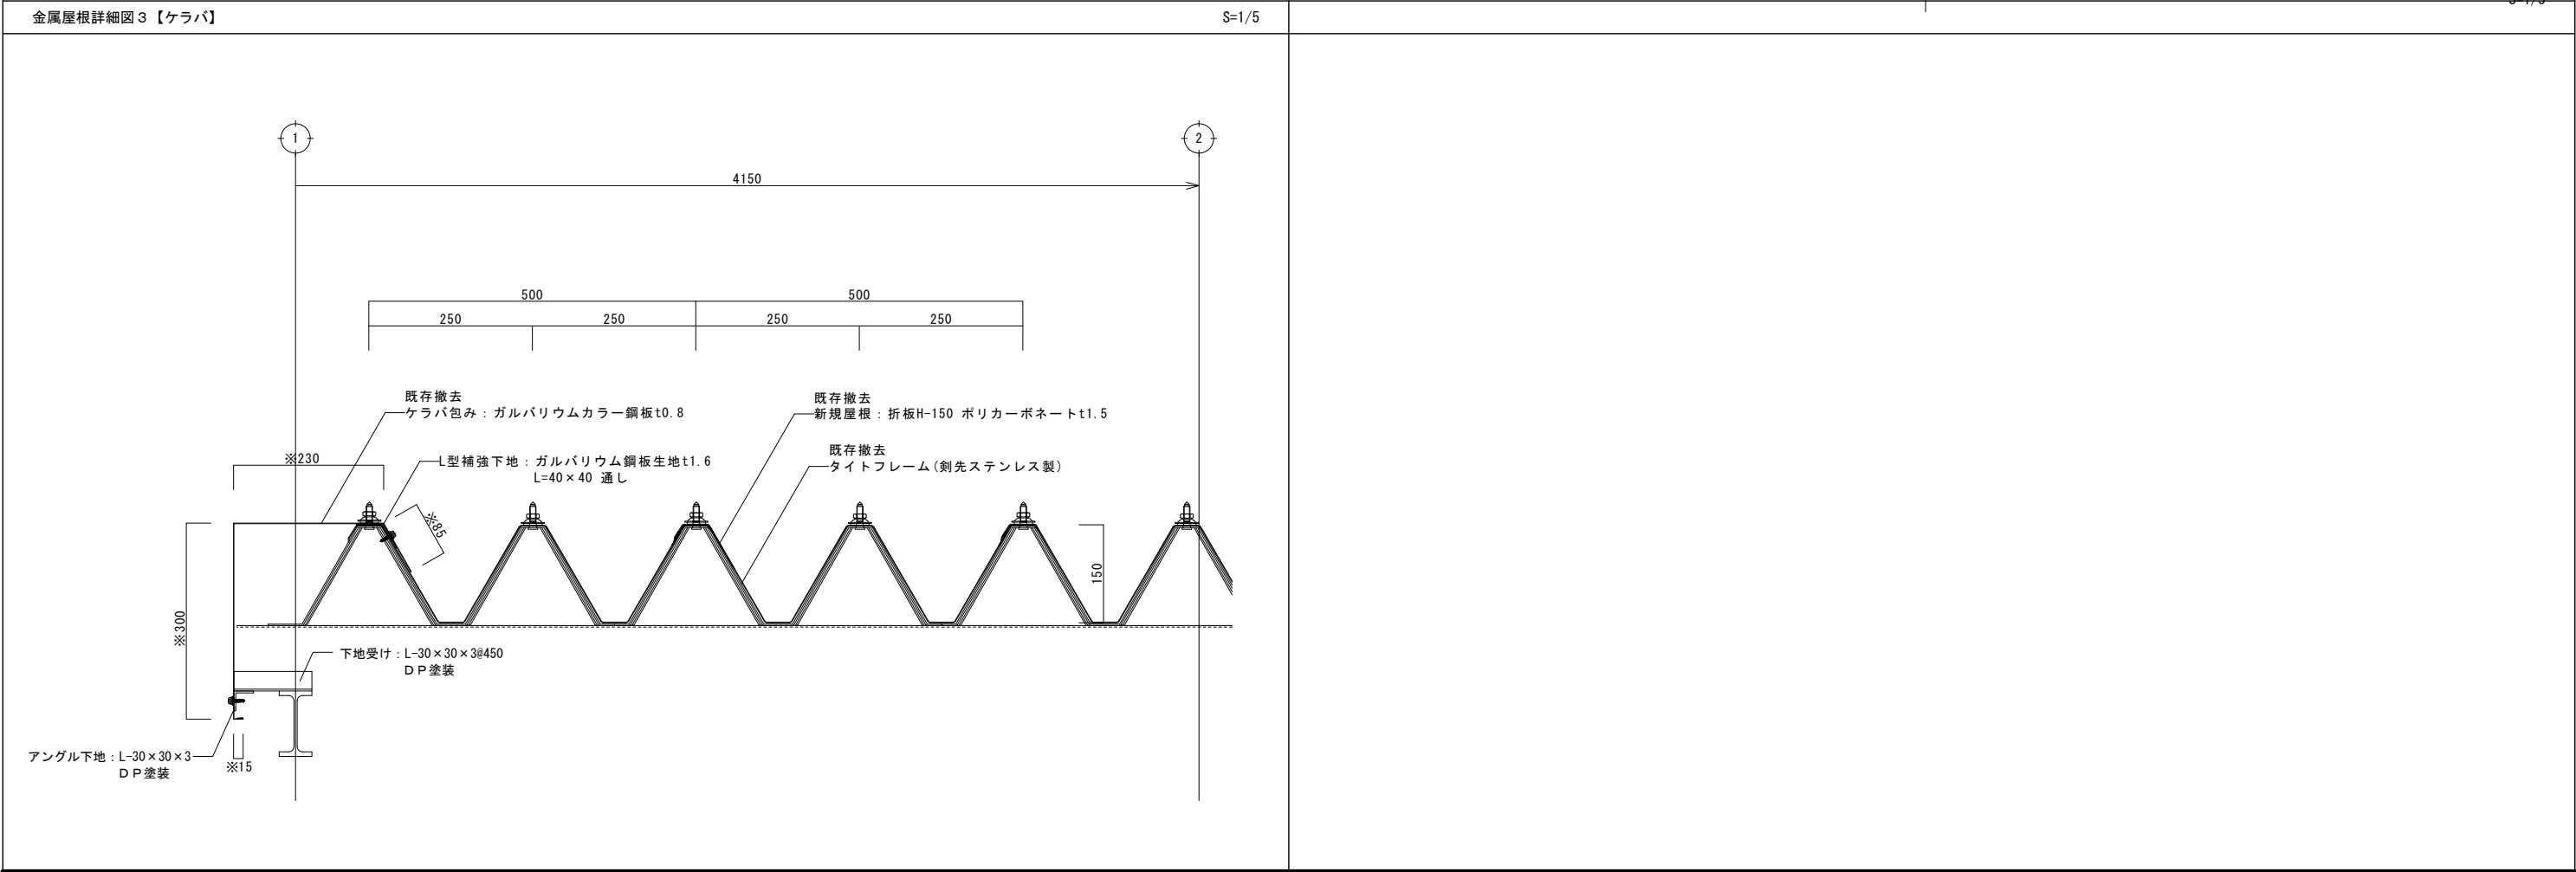 金属屋根詳細図3【ケラバ】
S=1/5
1
2
4150
500
500
250
250
250
250
既存撤去
ケラバ包み：ガルバリウムカラー鋼板t0.8
既存撤去
新規屋根：折板H-150 ポリカーボネートt1.5
既存撤去
タイトフレーム(剣先ステンレス製)
※230
L型補強下地：ガルバリウム鋼板生地t1.6
L=40×40 通し
※85
150
※300
下地受け：L-30×30×3@450
ＤＰ塗装
アングル下地：L-30×30×3
ＤＰ塗装
※15